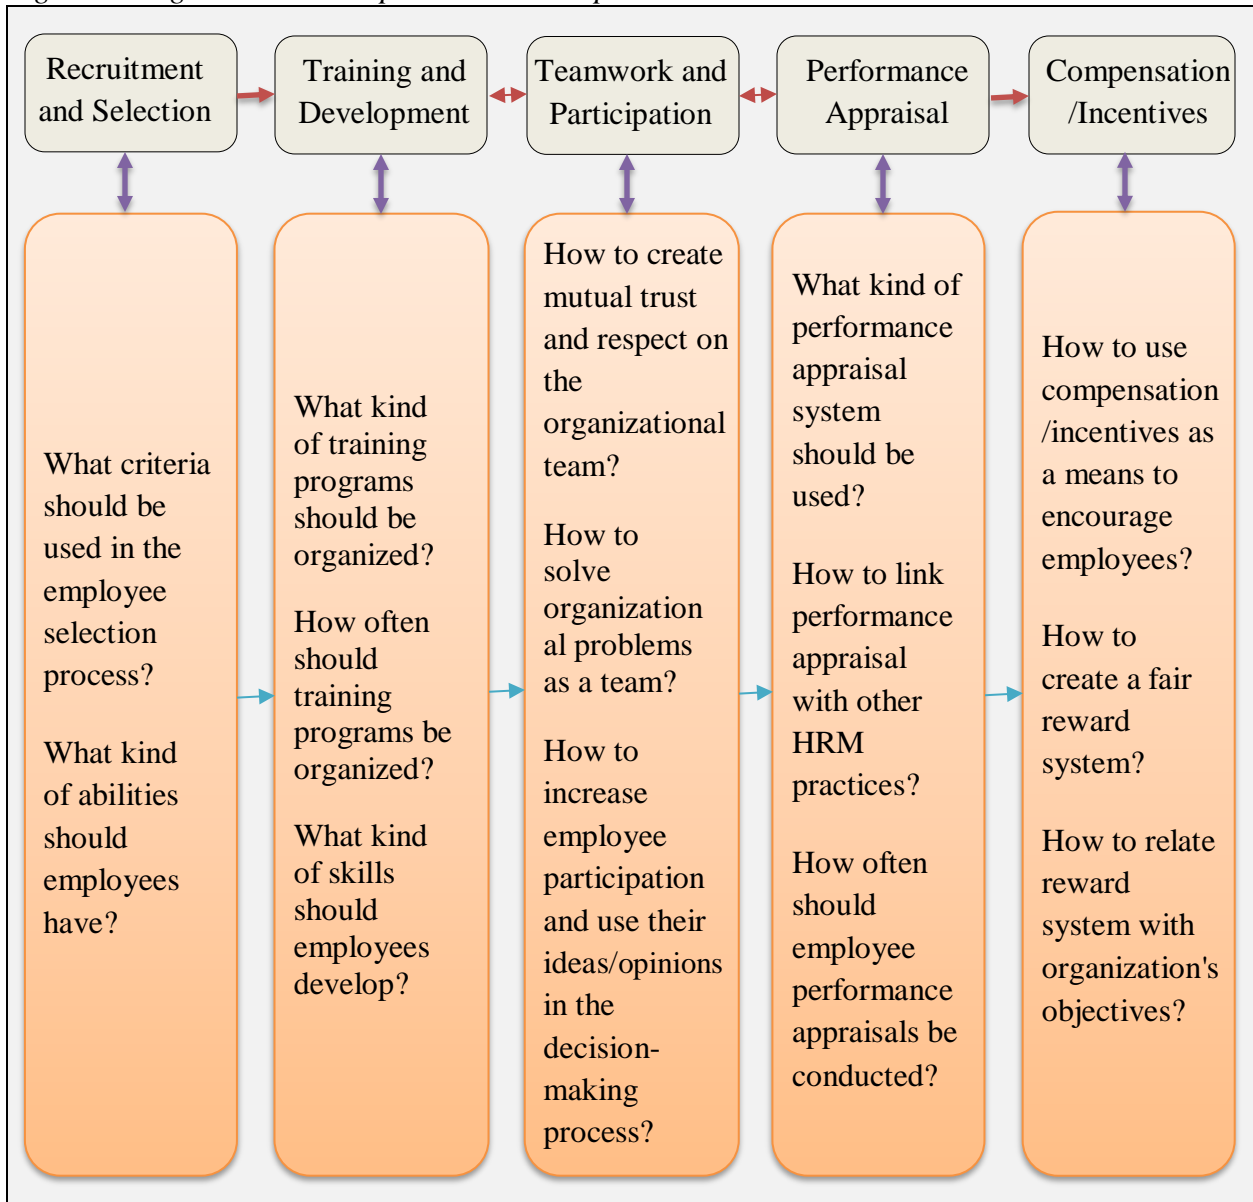 Recruitment
and Selection
Training and
Development
Teamwork and
Participation
Performance
Appraisal
Compensation
/Incentives
What criteria
should be
used in the
employee
selection
process?
What kind
of abilities
should
employees
have?
What kind
of training
programs
should be
organized?
How often
should
training
programs be
organized?
What kind
of skills
should
employees
develop?
How to create
mutual trust
and respect on
the
organizational
team?
How to
solve
organization
al problems
as a team?
How to
increase
employee
participation
and use their
ideas/opinions
in the
decision-
making
process?
What kind of
performance
appraisal
system
should be
used?
How to link
performance
appraisal
with other
HRM
practices?
How often
should
employee
performance
appraisals be
conducted?
How to use
compensation
/incentives as
a means to
encourage
employees?
How to
create a fair
reward
system?
How to relate
reward
system with
organization's
objectives?